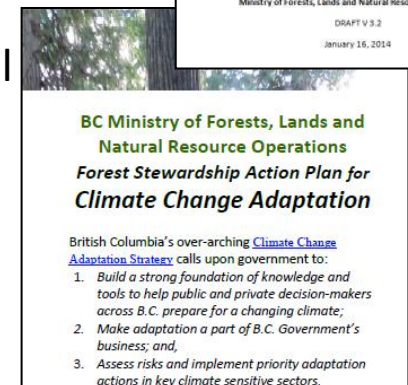 Ministry of Forests, Lands and Natural Reso
DRAFT V 3.2
January 16, 2014
BC Ministry of Forests, Lands and
Natural Resource Operations
Forest Stewardship Action Plan for
Climate Change Adaptation
British Columbia's over-arching Climate Change
Adaptation Strategy calls upon government to:
1. Build a strong foundation of knowledge and
tools to help public and private decision-makers
across B.C. prepare for a changing climate;
2. Make adaptation a part of B.C. Government's
business; and,
3. Assess risks and implement priority adaptation
actions in key climate sensitive sectors.